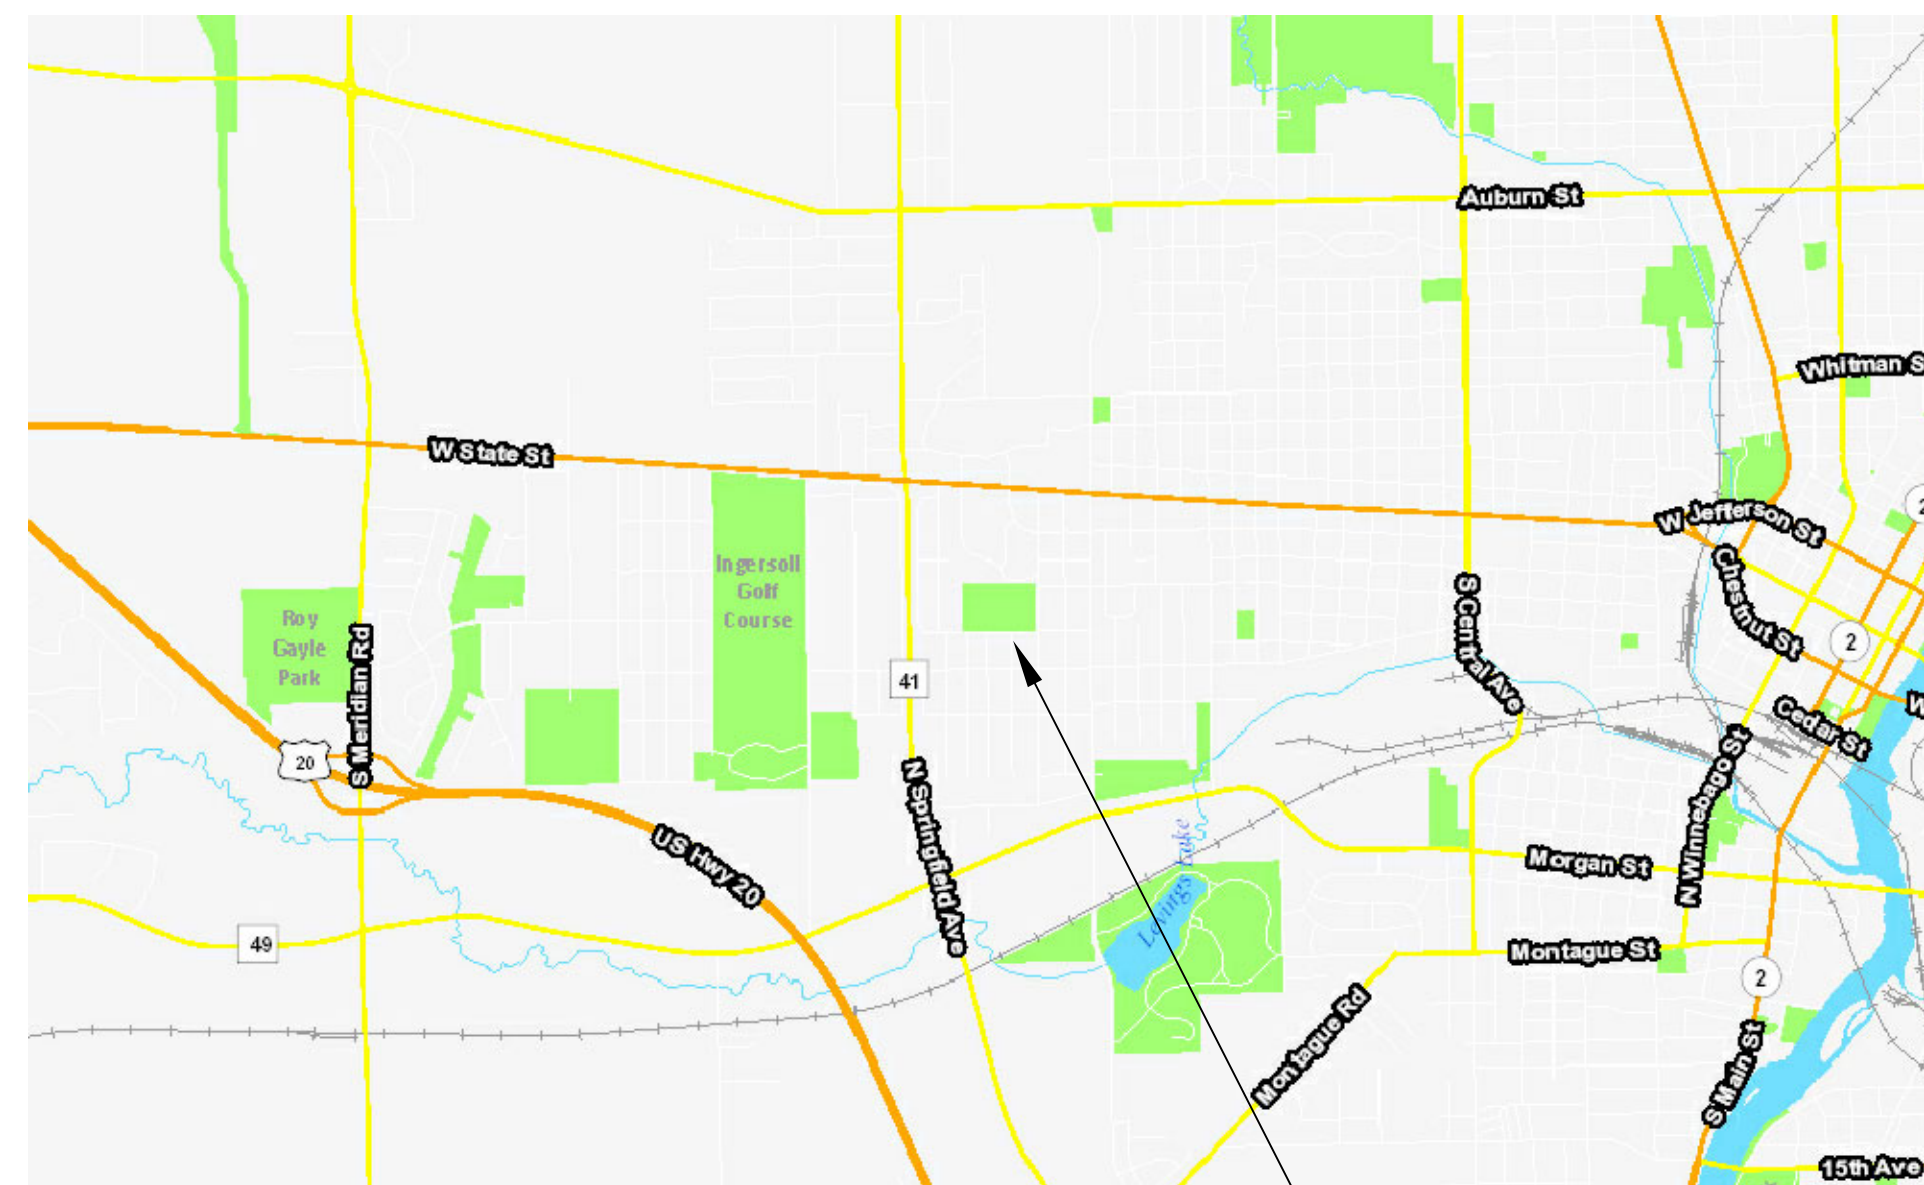 Auburn St
Whitman S
W State St
W Jefferson St
2
Ingersoll
Golf
Course
Chestnut St
S Central Ave
Roy
Gayle
Park
S Meridian Rd
2
41
W
Cedar St
20
N Springfield Ave
N Winnebago St
US Hwy 20
Levings Lake
Morgan St
49
Montague St
2
Montague Rd
S Main St
15th Ave